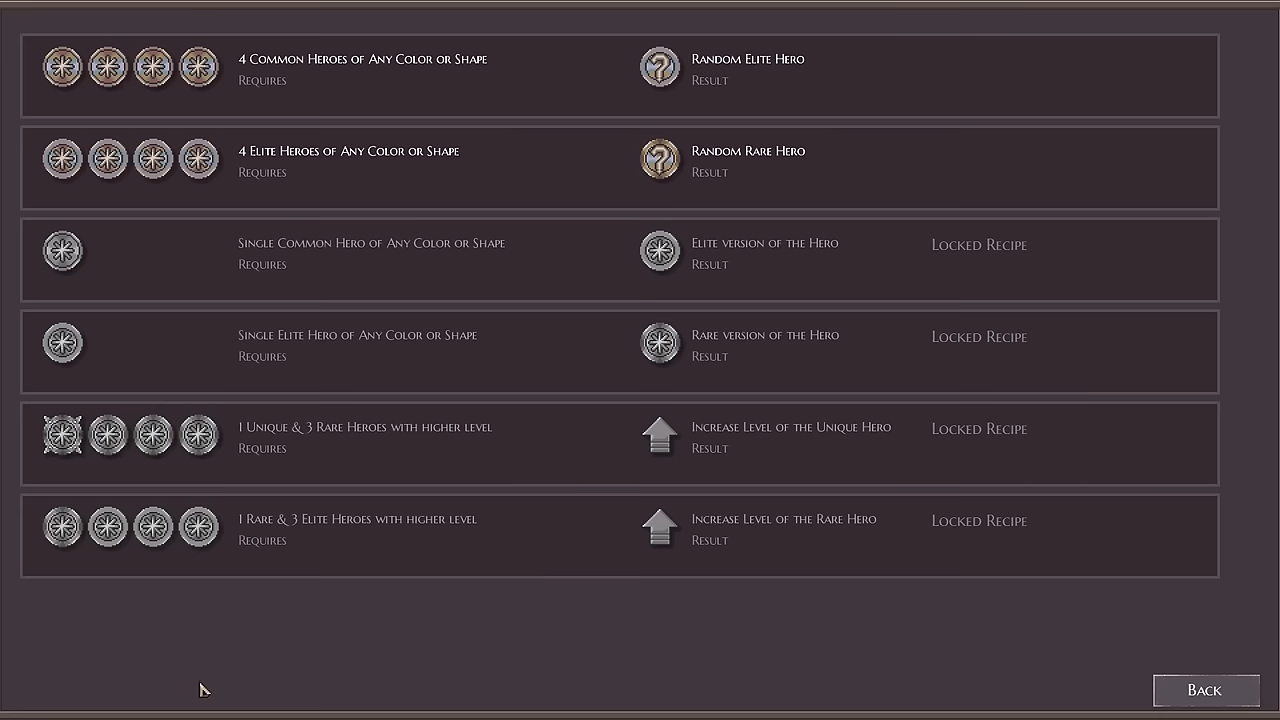 4 Common Heroes of Any Color or Shape
Requires
Random Elite Hero
Result
4 Elite Heroes of Any Color or Shape
Requires
Random Rare Hero
Result
Single Common Hero of Any Color or Shape
Requires
Elite version of the Hero
Result
Locked Recipe
Single Elite Hero of Any Color or Shape
Requires
Rare version of the Hero
Result
Locked Recipe
1 Unique & 3 Rare Heroes with higher level
Requires
Increase Level of the Unique Hero
Result
Locked Recipe
1 Rare & 3 Elite Heroes with higher level
Requires
Increase Level of the Rare Hero
Result
Locked Recipe
Back